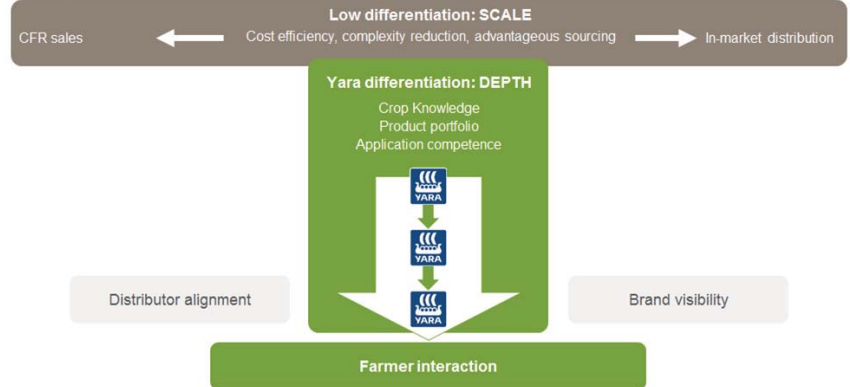 Low differentiation: SCALE
CFR sales
Cost efficiency, complexity reduction, advantageous sourcing
In-market distribution
Yara differentiation: DEPTH
Crop Knowledge
Product portfolio
Application competence
YARA
YARA
YARA
Distributor alignment
Brand visibility
Farmer interaction